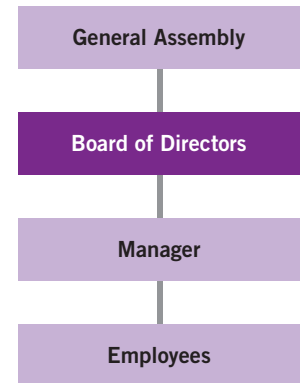 General Assembly
Board of Directors
Manager
Employees